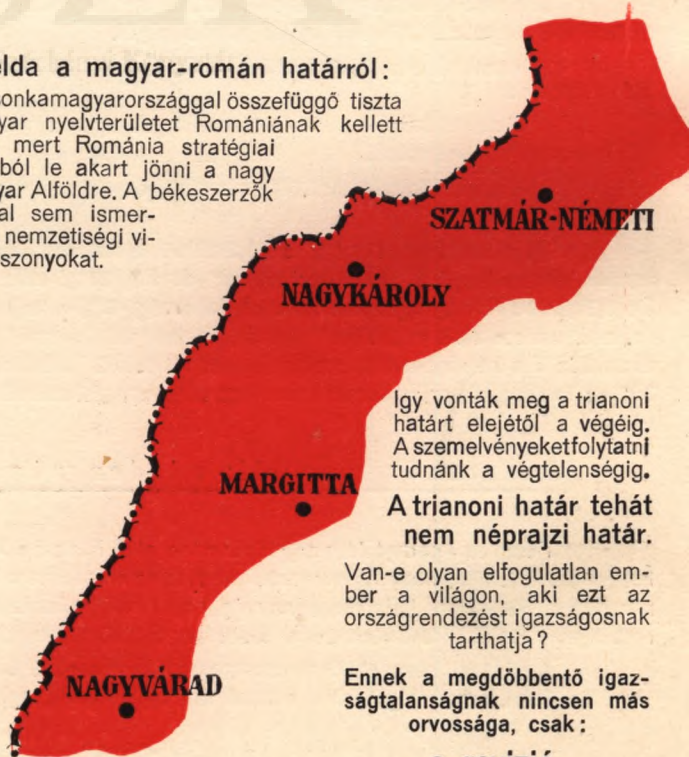 lda a magyar-román határról:
onkamagyarországgal összefüggő tiszta
yar nyelvterületet Romániának kellett
mert Románia stratégiai
ból le akart jönni a nagy
yar Alföldre. A békeszerzők
al sem ismer-
nemzetiségi vi-
szonyokat.
SZATMÁR-NÉMETI
NAGYKÁROLY
MARGITTA
NAGYVÁRAD
Igy vonták meg a trianoni
határt elejétől a végéig.
A szemelvényeketfolytatni
tudnánk a végtelenségig.
A trianoni határ tehát
nem néprajzi határ.
Van-e olyan elfogulatlan em-
ber a világon, aki ezt az
országrendezést igazságosnak
tarthatja?
Ennek a megdöbbentő igaz-
ságtalanságnak nincsen más
orvossága, csak: